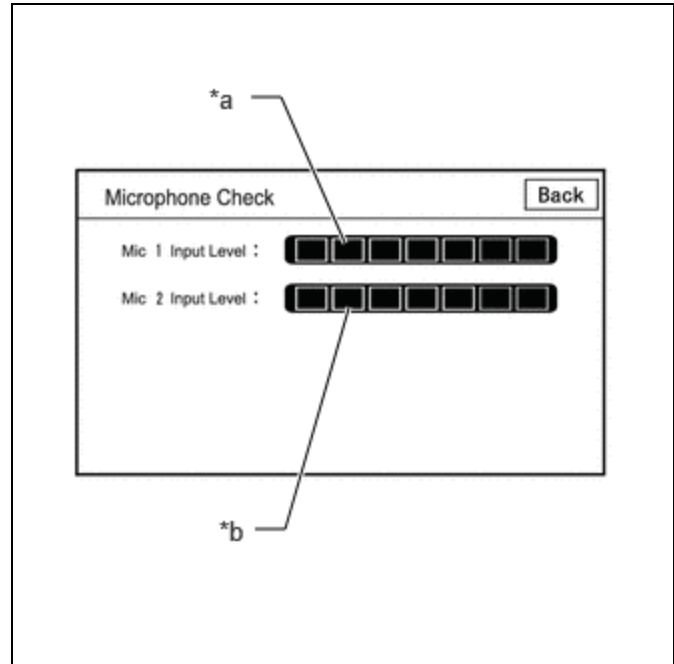 *a
Microphone Check Back
Mic 1 Input Level :
Mic 2 Input Level :
*b